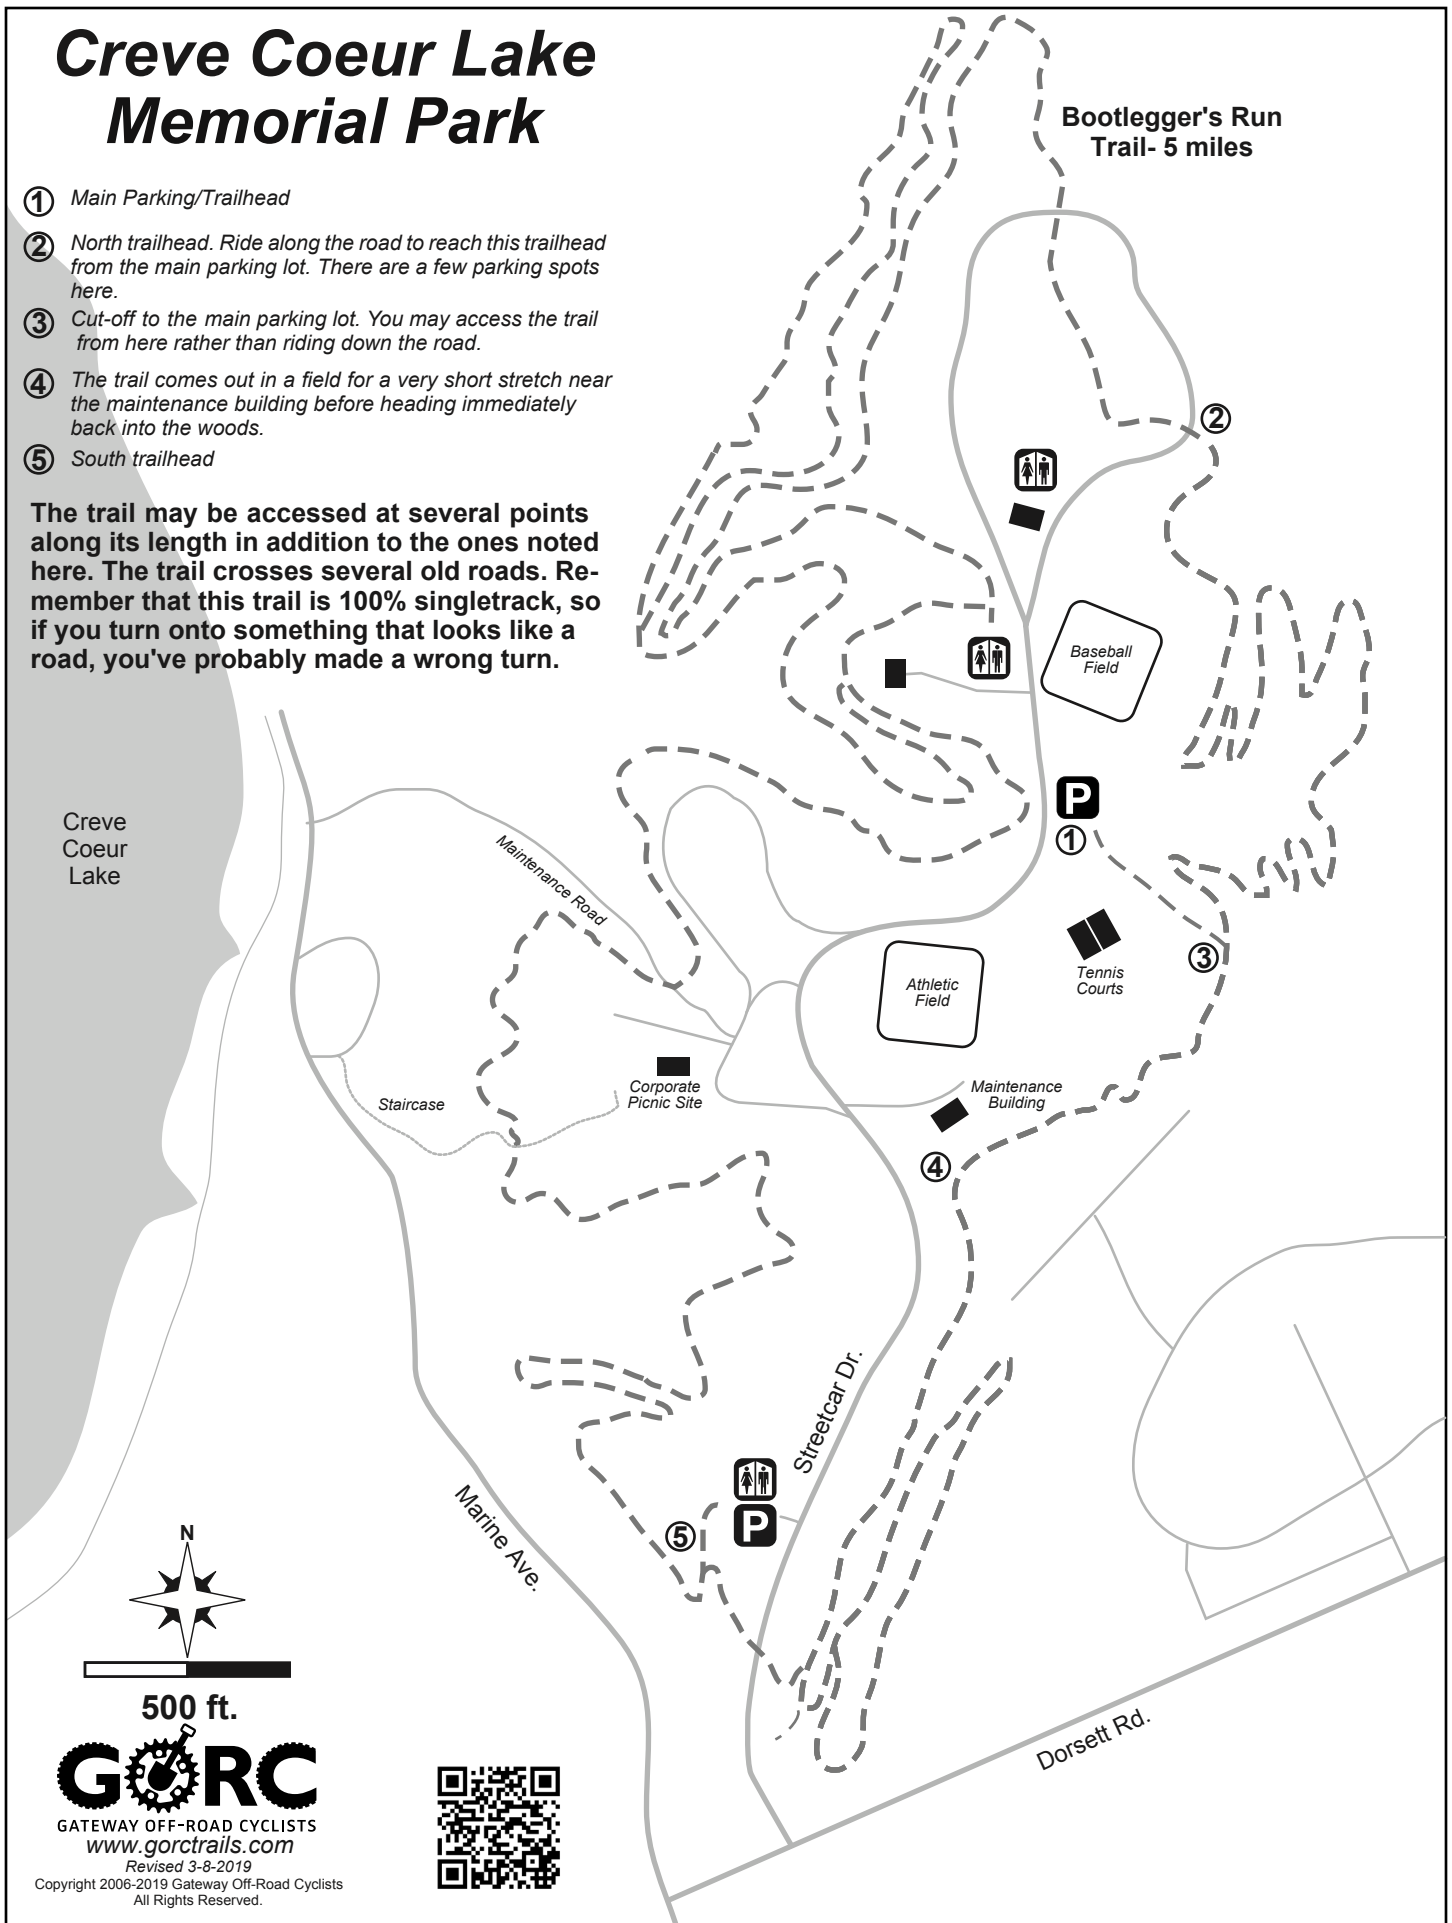 Creve Coeur Lake
Memorial Park
Bootlegger's Run
Trail- 5 miles
1 Main Parking/Trailhead
2 North trailhead. Ride along the road to reach this trailhead
from the main parking lot. There are a few parking spots
here.
3 Cut-off to the main parking lot. You may access the trail
from here rather than riding down the road.
4 The trail comes out in a field for a very short stretch near
the maintenance building before heading immediately
back into the woods.
5 South trailhead
The trail may be accessed at several points
along its length in addition to the ones noted
here. The trail crosses several old roads. Re-
member that this trail is 100% singletrack, so
if you turn onto something that looks like a
road, you've probably made a wrong turn.
2
Baseball
Field
P
1
Creve
Coeur
Lake
Maintenance Road
Tennis
Courts
3
Athletic
Field
Staircase
Corporate
Picnic Site
Maintenance
Building
4
Streetcar Dr.
Marine Ave.
5
P
Dorsett Rd.
N
500 ft.
GORC
GATEWAY OFF-ROAD CYCLISTS
www.gorctrails.com
Revised 3-8-2019
Copyright 2006-2019 Gateway Off-Road Cyclists
All Rights Reserved.